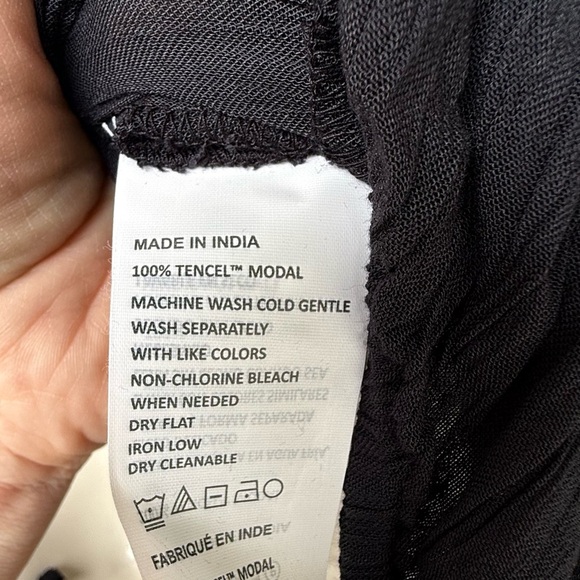 MADE IN INDIA
100% TENCEL™ MODAL
MACHINE WASH COLD GENTLE
WASH SEPARATELY
WITH LIKE COLORS
NON-CHLORINE BLEACH
WHEN NEEDED
DRY FLAT
IRON LOW
DRY CLEANABLE
FABRIQUÉ EN INDE
MODAL